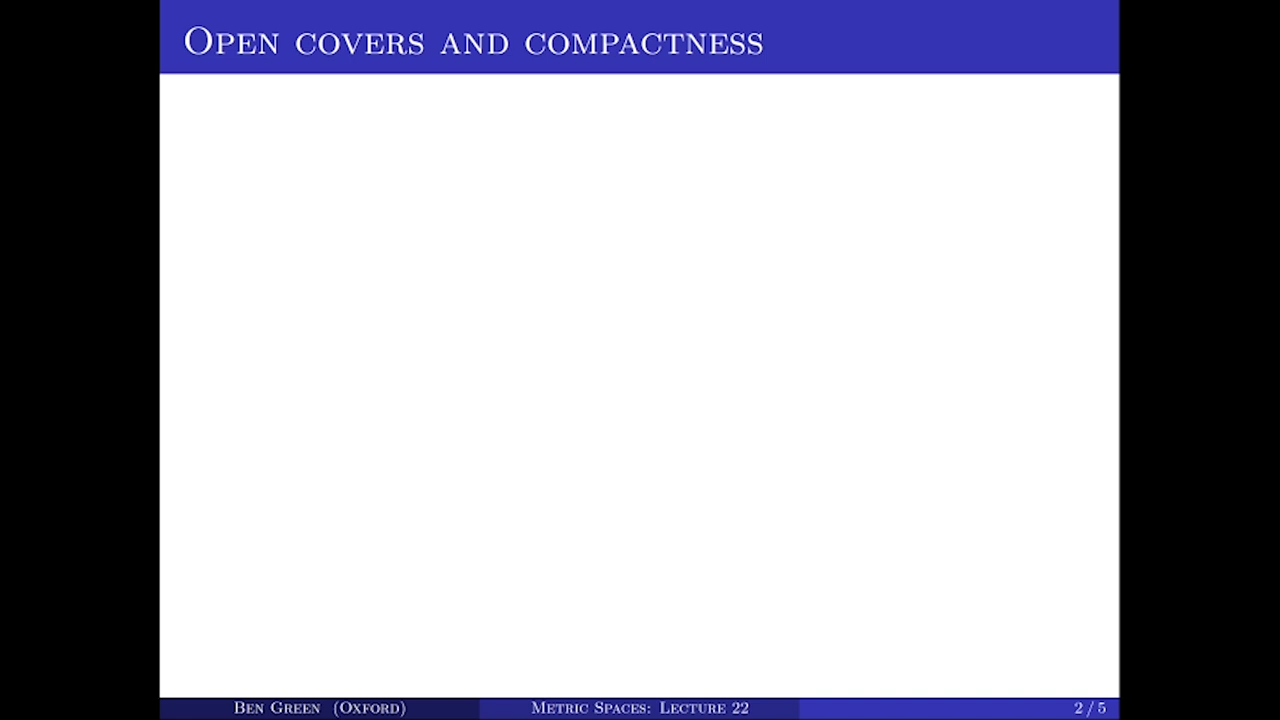 Open covers and compactness
Ben Green (Oxford)
Metric Spaces: Lecture 22
2 / 5